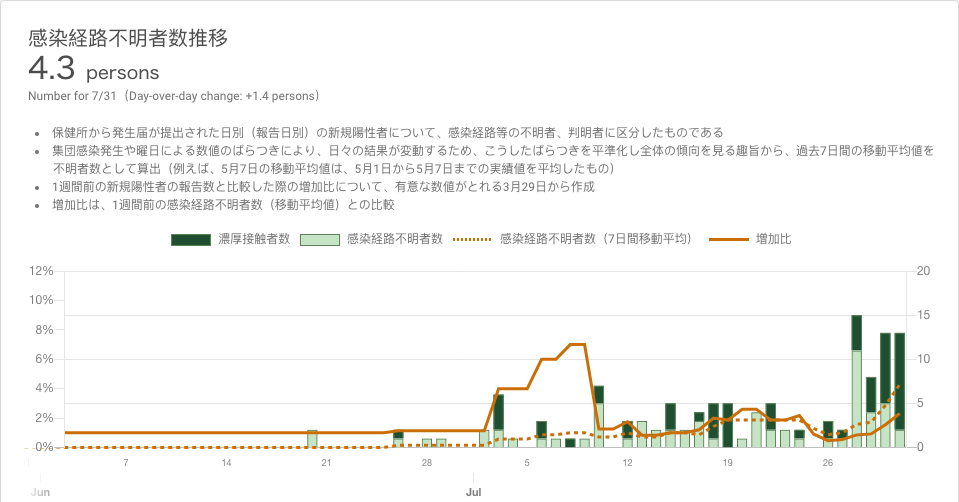 感染経路不明者数推移
4.3 persons
Number for 7/31（Day-over-day change: +1.4 persons）
• 保健所から発生届が提出された日別（報告日別）の新規陽性者について、感染経路等の不明者、判明者に区分したものである
• 集団感染発生や曜日による数値のばらつきにより、日々の結果が変動するため、こうしたばらつきを平準化し全体の傾向を見る趣旨から、過去7日間の移動平均値を
不明者数として算出（例えば、5月7日の移動平均値は、5月1日から5月7日までの実績値を平均したもの）
• 1週間前の新規陽性者の報告数と比較した際の増加比について、有意な数値がとれる3月29日から作成
• 増加比は、1週間前の感染経路不明者数（移動平均値）との比較
濃厚接触者数 感染経路不明者数 感染経路不明者数（7日間移動平均） 増加比
12% 20
10%
15
8%
6% 10
4%
5
2%
0% 0
7 14 21 28 5 12 19 26
Jun Jul